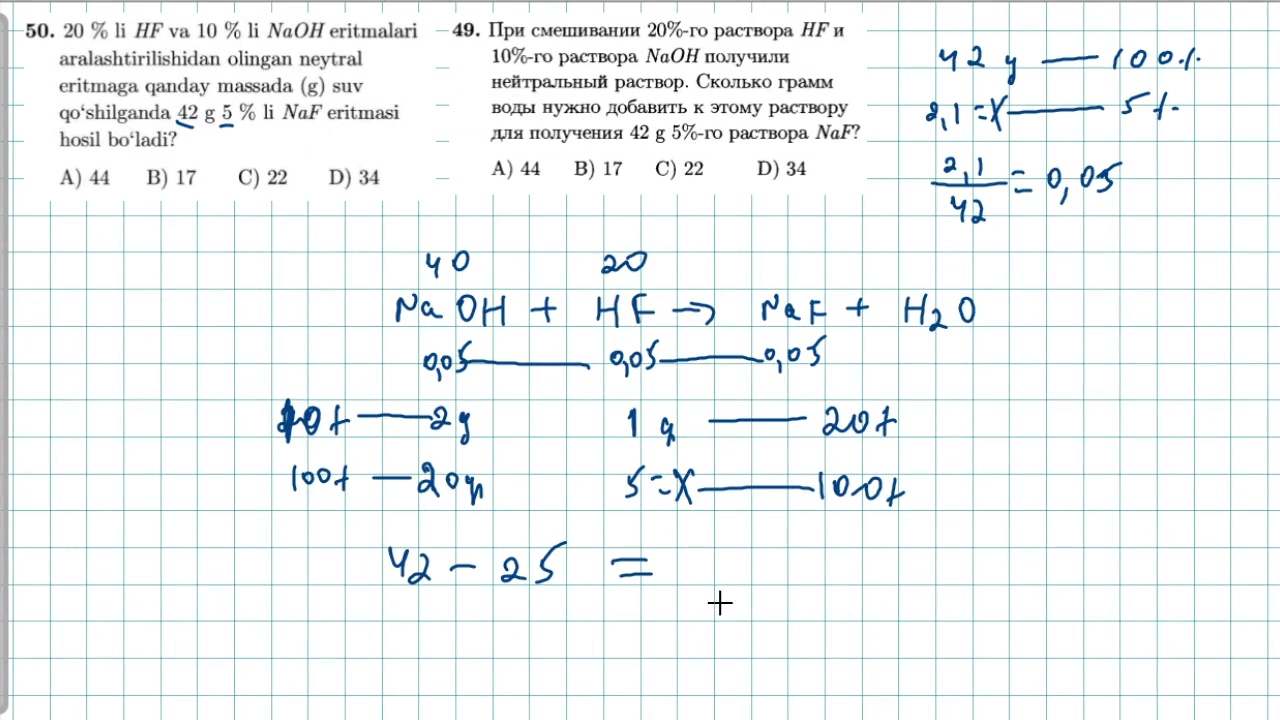 50. 20 % li HF va 10 % li NaOH eritmalari
aralashtirilishidan olingan neytral
eritmaga qanday massada (g) suv
qo‘shilganda 42 g 5 % li NaF eritmasi
hosil bo‘ladi?
A) 44 B) 17 C) 22 D) 34
49. При смешивании 20%-го раствора HF и
10%-го раствора NaOH получили
нейтральный раствор. Сколько грамм
воды нужно добавить к этому раствору
для получения 42 g 5%-го раствора NaF?
A) 44 B) 17 C) 22 D) 34
42 g — 100%
2,1 = X — 5%
2,1
42
= 0,05
40 20
NaOH + HF → NaF + H2O
0,05 — 0,05 — 0,05
10% — 2g 1g — 20%
100% — 20g 5 = X — 100%
42 - 25 =